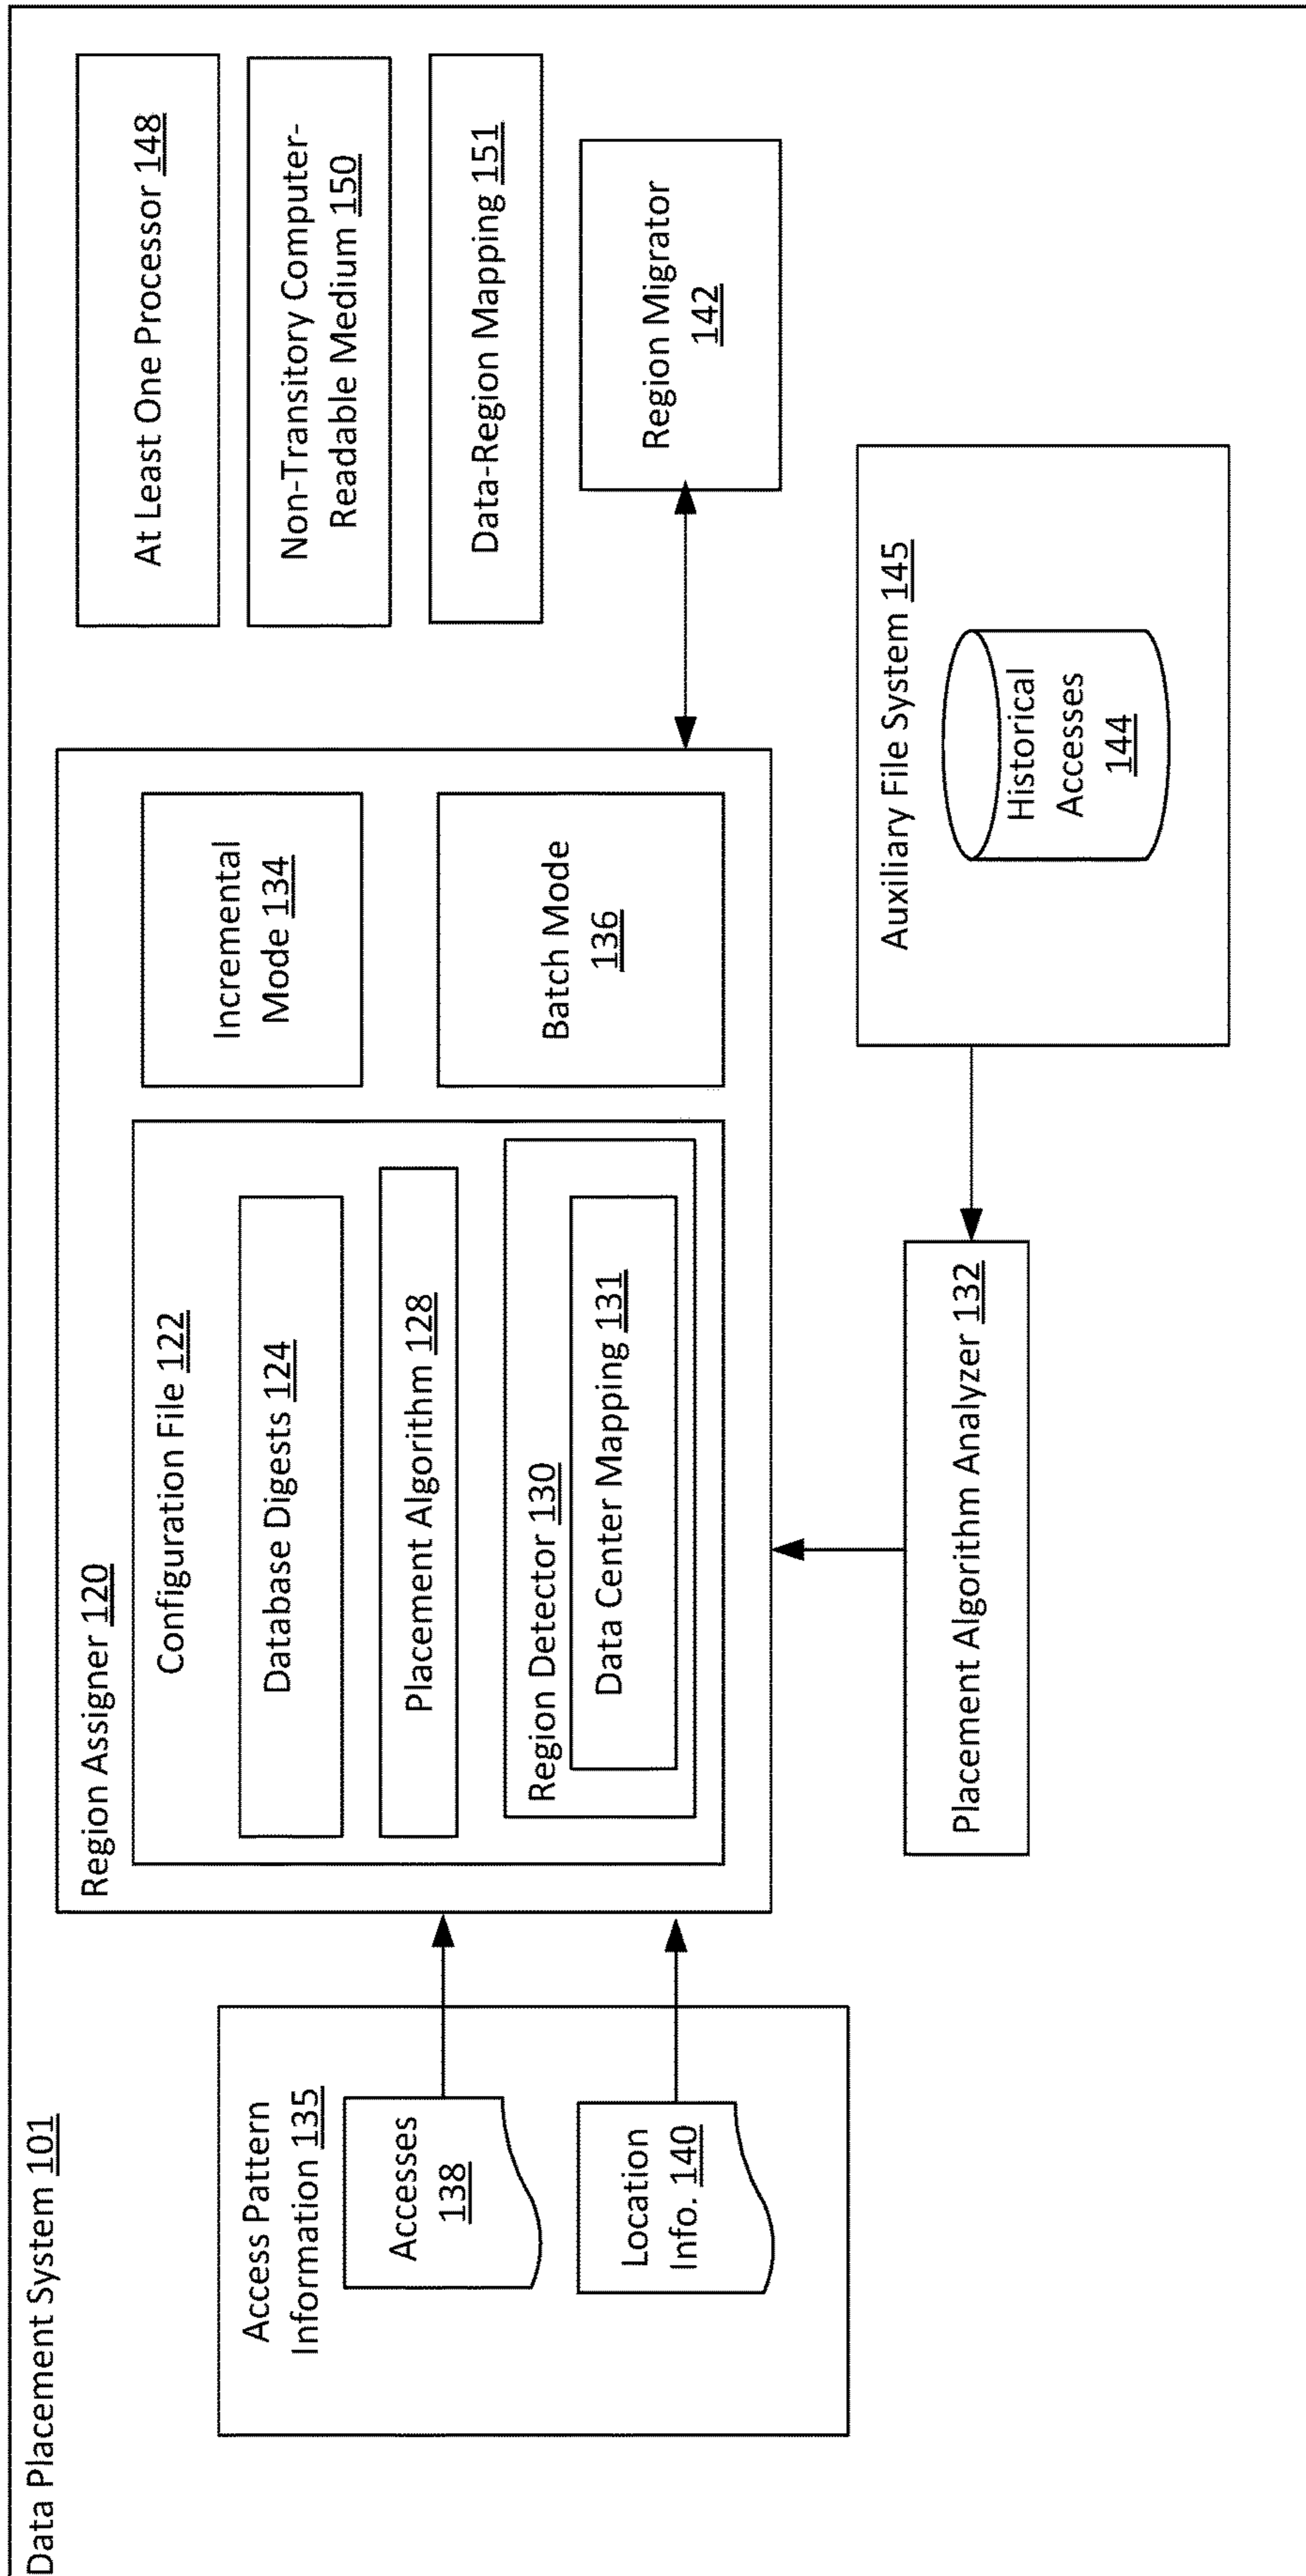 Data Placement System 101
Access Pattern
Information 135
Accesses
138
Location
Info. 140
Region Assigner 120
Configuration File 122
Database Digests 124
Placement Algorithm 128
Region Detector 130
Data Center Mapping 131
Incremental
Mode 134
Batch Mode
136
At Least One Processor 148
Non-Transitory Computer-
Readable Medium 150
Data-Region Mapping 151
Region Migrator
142
Placement Algorithm Analyzer 132
Auxiliary File System 145
Historical
Accesses
144